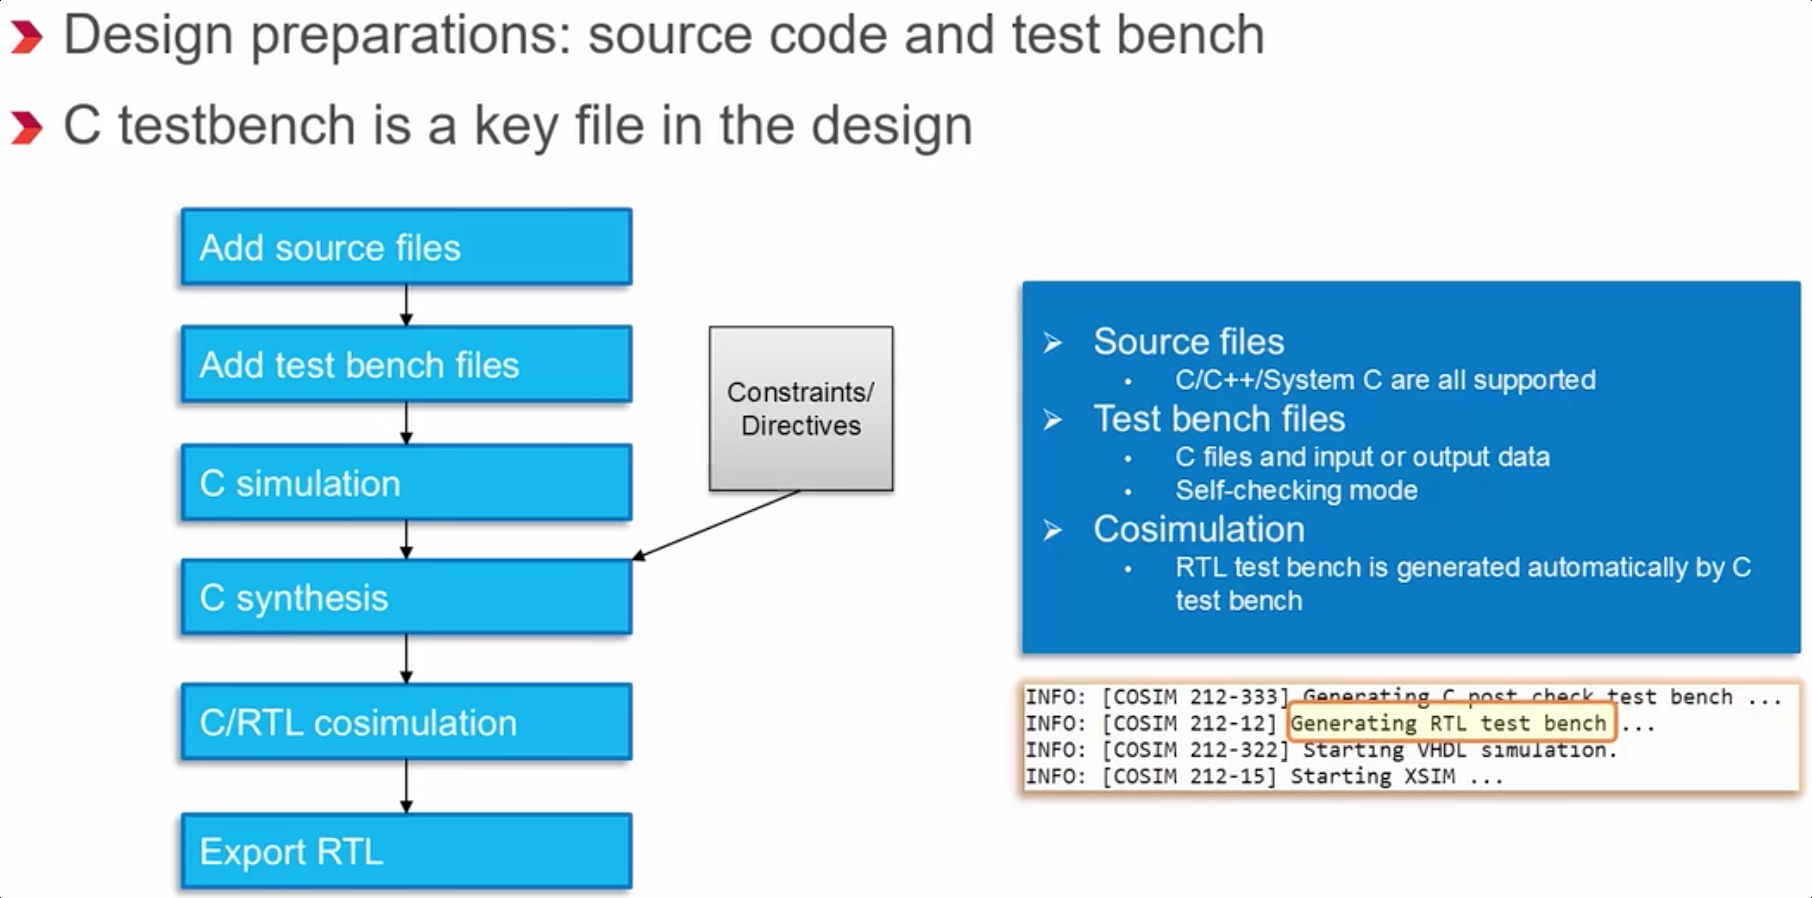 Design preparations: source code and test bench
C testbench is a key file in the design
Add source files
Add test bench files
C simulation
C synthesis
C/RTL cosimulation
Export RTL
Constraints/
Directives
Source files
C/C++/System C are all supported
Test bench files
C files and input or output data
Self-checking mode
Cosimulation
RTL test bench is generated automatically by C
test bench
INFO: [COSIM 212-333] Generating C post check test bench ...
INFO: [COSIM 212-12] Generating RTL test bench ...
INFO: [COSIM 212-322] Starting VHDL simulation.
INFO: [COSIM 212-15] Starting XSIM ...